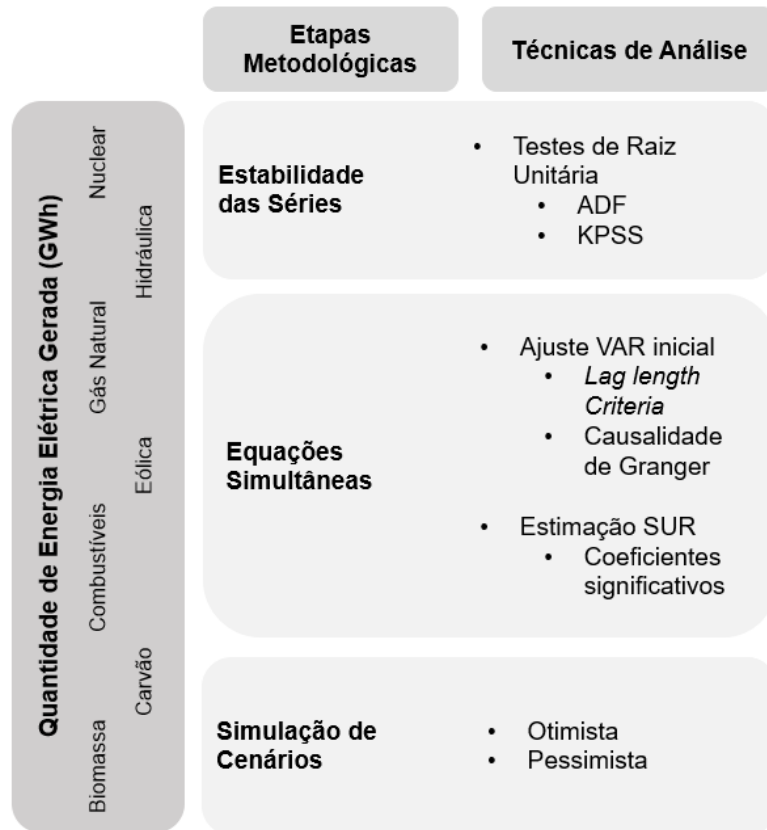 Etapas
Metodológicas
Técnicas de Análise
Quantidade de Energia Elétrica Gerada (GWh)
Nuclear
Hidráulica
Gás Natural
Eólica
Combustíveis
Carvão
Biomassa
Estabilidade
das Séries
• Testes de Raiz
Unitária
• ADF
• KPSS
Equações
Simultâneas
• Ajuste VAR inicial
• Lag length
Criteria
• Causalidade
de Granger
• Estimação SUR
• Coeficientes
significativos
Simulação de
Cenários
• Otimista
• Pessimista